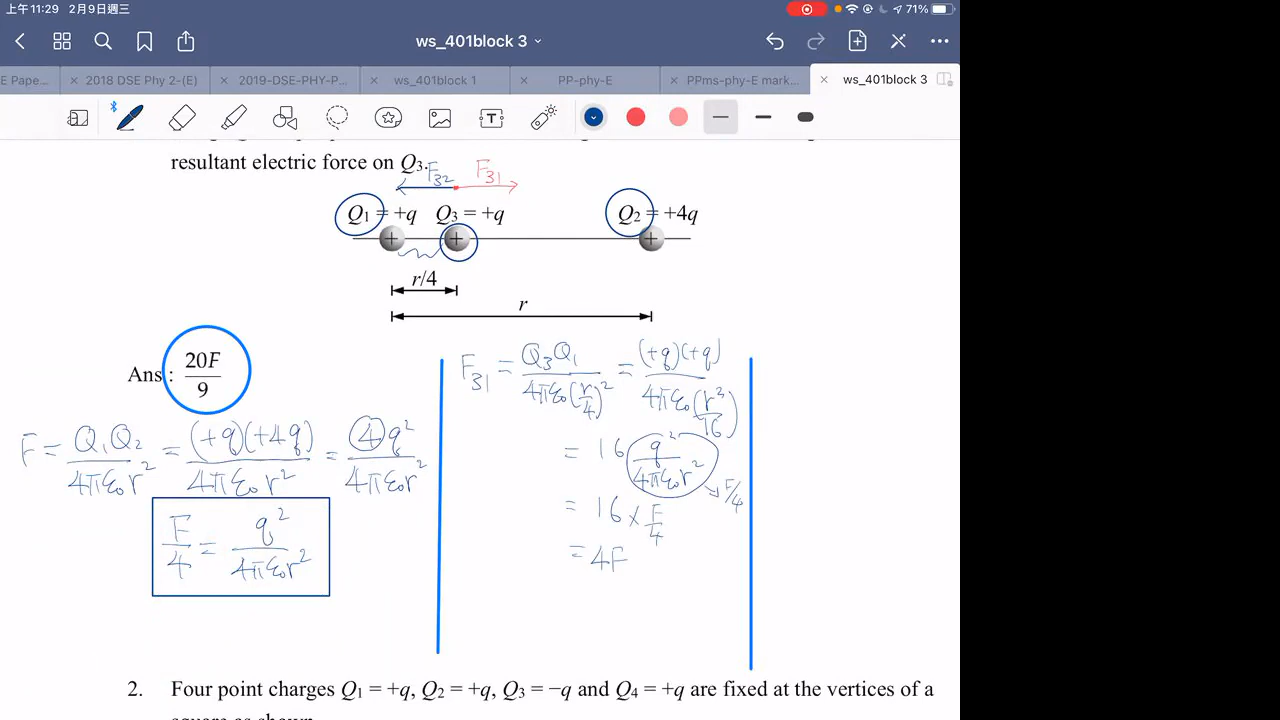 上午11:29 2月9日週三
71%
ws_401block 3
E Pape...
2018 DSE Phy 2-(E)
2019-DSE-PHY-P...
ws_401block 1
PP-phy-E
PPms-phy-E mark...
ws_401block 3
resultant electric force on Q3.
F32 F31
Q1 = +q Q3 = +q Q2 = +4q
r/4
r
Ans : 20F/9
F = Q1Q2/4πε0r² = (+q)(+4q)/4πε0r² = 4q²/4πε0r²
F/4 = q²/4πε0r²
F31 = Q3Q1/4πε0(r/4)² = (+q)(+q)/4πε0(r²/16)
= 16 q²/4πε0r² → F/4
= 16 × F/4
= 4F
2. Four point charges Q1 = +q, Q2 = +q, Q3 = −q and Q4 = +q are fixed at the vertices of a
square as shown